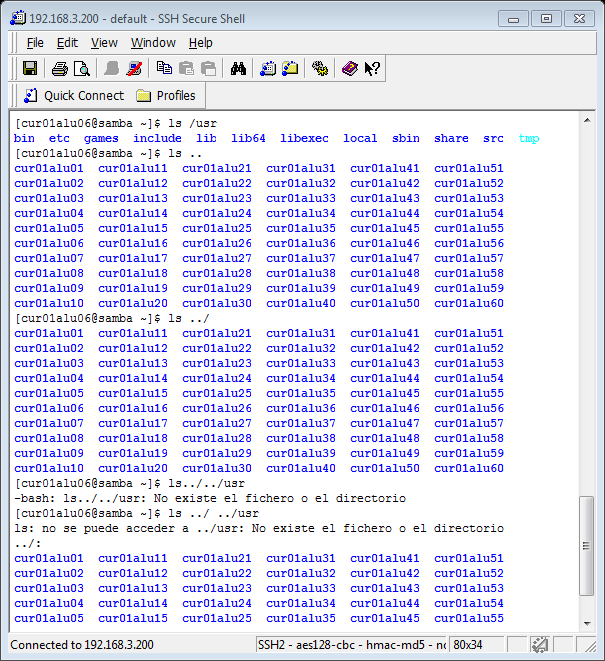 192.168.3.200 - default - SSH Secure Shell
File Edit View Window Help
Quick Connect Profiles
[cur01alu06@samba ~]$ ls /usr
bin etc games include lib lib64 libexec local sbin share src tmp
[cur01alu06@samba ~]$ ls ..
cur01alu01 cur01alu11 cur01alu21 cur01alu31 cur01alu41 cur01alu51
cur01alu02 cur01alu12 cur01alu22 cur01alu32 cur01alu42 cur01alu52
cur01alu03 cur01alu13 cur01alu23 cur01alu33 cur01alu43 cur01alu53
cur01alu04 cur01alu14 cur01alu24 cur01alu34 cur01alu44 cur01alu54
cur01alu05 cur01alu15 cur01alu25 cur01alu35 cur01alu45 cur01alu55
cur01alu06 cur01alu16 cur01alu26 cur01alu36 cur01alu46 cur01alu56
cur01alu07 cur01alu17 cur01alu27 cur01alu37 cur01alu47 cur01alu57
cur01alu08 cur01alu18 cur01alu28 cur01alu38 cur01alu48 cur01alu58
cur01alu09 cur01alu19 cur01alu29 cur01alu39 cur01alu49 cur01alu59
cur01alu10 cur01alu20 cur01alu30 cur01alu40 cur01alu50 cur01alu60
[cur01alu06@samba ~]$ ls ../
cur01alu01 cur01alu11 cur01alu21 cur01alu31 cur01alu41 cur01alu51
cur01alu02 cur01alu12 cur01alu22 cur01alu32 cur01alu42 cur01alu52
cur01alu03 cur01alu13 cur01alu23 cur01alu33 cur01alu43 cur01alu53
cur01alu04 cur01alu14 cur01alu24 cur01alu34 cur01alu44 cur01alu54
cur01alu05 cur01alu15 cur01alu25 cur01alu35 cur01alu45 cur01alu55
cur01alu06 cur01alu16 cur01alu26 cur01alu36 cur01alu46 cur01alu56
cur01alu07 cur01alu17 cur01alu27 cur01alu37 cur01alu47 cur01alu57
cur01alu08 cur01alu18 cur01alu28 cur01alu38 cur01alu48 cur01alu58
cur01alu09 cur01alu19 cur01alu29 cur01alu39 cur01alu49 cur01alu59
cur01alu10 cur01alu20 cur01alu30 cur01alu40 cur01alu50 cur01alu60
[cur01alu06@samba ~]$ ls../../usr
-bash: ls../../usr: No existe el fichero o el directorio
[cur01alu06@samba ~]$ ls ../ ../usr
ls: no se puede acceder a ../usr: No existe el fichero o el directorio
../:
cur01alu01 cur01alu11 cur01alu21 cur01alu31 cur01alu41 cur01alu51
cur01alu02 cur01alu12 cur01alu22 cur01alu32 cur01alu42 cur01alu52
cur01alu03 cur01alu13 cur01alu23 cur01alu33 cur01alu43 cur01alu53
cur01alu04 cur01alu14 cur01alu24 cur01alu34 cur01alu44 cur01alu54
cur01alu05 cur01alu15 cur01alu25 cur01alu35 cur01alu45 cur01alu55
Connected to 192.168.3.200 SSH2 - aes128-cbc - hmac-md5 - no 80x34